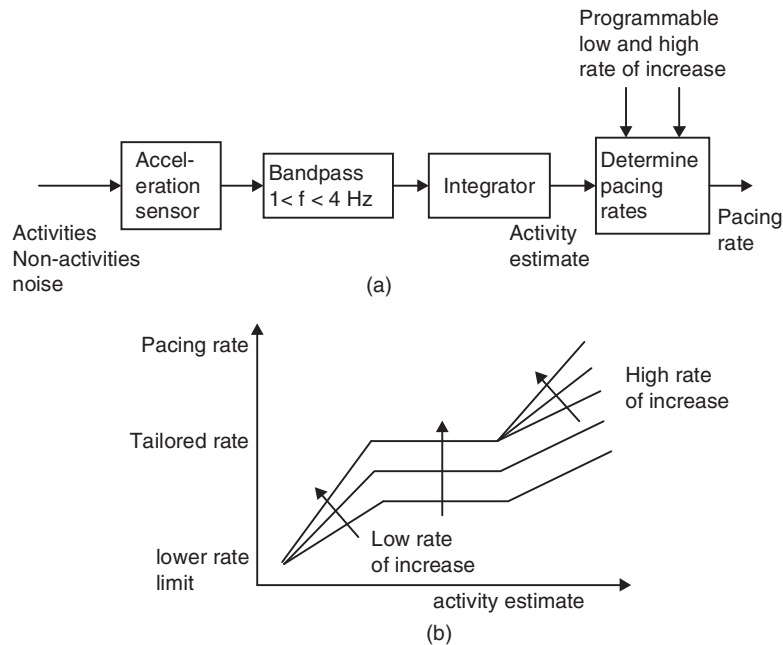 Programmable
low and high
rate of increase
Accel-
eration
sensor
Bandpass
1< f < 4 Hz
Integrator
Determine
pacing
rates
Activities
Non-activities
noise
Activity
estimate
Pacing
rate
(a)
Pacing rate
High rate
of increase
Tailored rate
Low rate
of increase
lower rate
limit
activity estimate
(b)